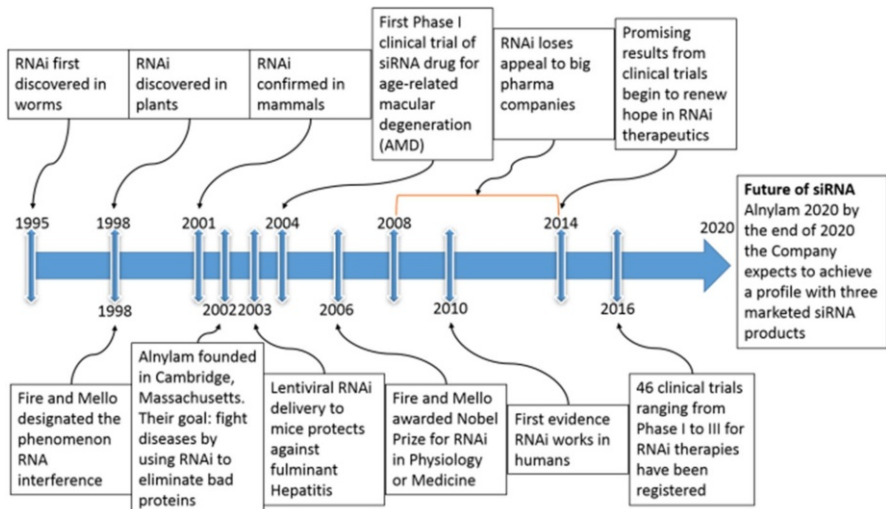 RNAi first
discovered in
worms
RNAi
discovered in
plants
RNAi
confirmed in
mammals
First Phase I
clinical trial of
siRNA drug for
age-related
macular
degeneration
(AMD)
RNAi loses
appeal to big
pharma
companies
Promising
results from
clinical trials
begin to renew
hope in RNAi
therapeutics
1995
1998
2001
2004
2008
2014
2020
Future of siRNA
Alnylam 2020 by
the end of 2020
the Company
expects to achieve
a profile with three
marketed siRNA
products
1998
2002
2003
2006
2010
2016
Fire and Mello
designated the
phenomenon
RNA
interference
Alnylam founded
in Cambridge,
Massachusetts.
Their goal: fight
diseases by
using RNAi to
eliminate bad
proteins
Lentiviral RNAi
delivery to
mice protects
against
fulminant
Hepatitis
Fire and Mello
awarded Nobel
Prize for RNAi
in Physiology
or Medicine
First evidence
RNAi works in
humans
46 clinical trials
ranging from
Phase I to III for
RNAi therapies
have been
registered